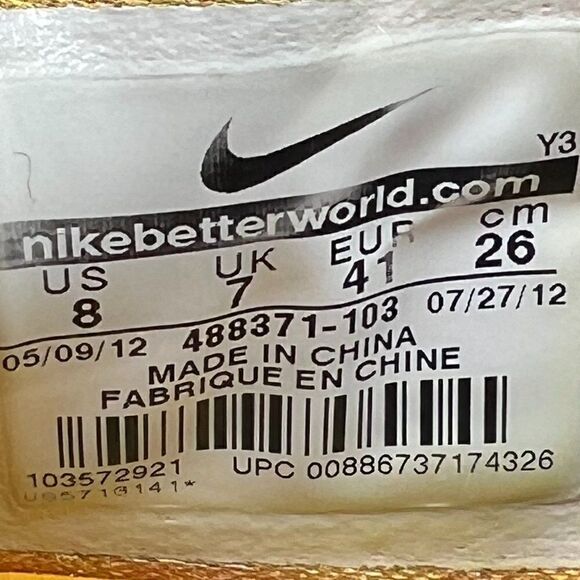 Y3
nikebetterworld.com
US UK EUR cm
8 7 41 26
05/09/12 488371-103 07/27/12
MADE IN CHINA
FABRIQUE EN CHINE
103572921 UPC 00886737174326